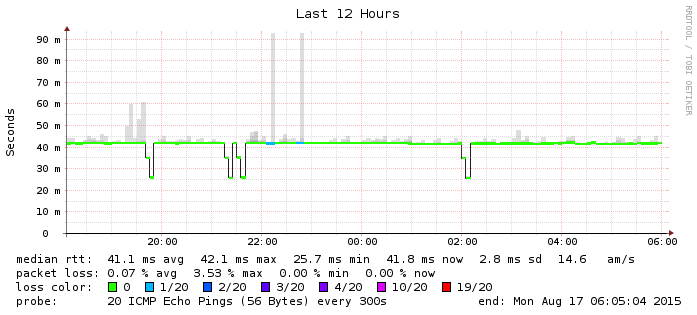 Last 12 Hours
RRDTOOL / TOBI OETIKER
Seconds
90 m
80 m
70 m
60 m
50 m
40 m
30 m
20 m
10 m
0
20:00 22:00 00:00 02:00 04:00 06:00
median rtt: 41.1 ms avg 42.1 ms max 25.7 ms min 41.8 ms now 2.8 ms sd 14.6 am/s
packet loss: 0.07 % avg 3.53 % max 0.00 % min 0.00 % now
loss color: 0 1/20 2/20 3/20 4/20 10/20 19/20
probe: 20 ICMP Echo Pings (56 Bytes) every 300s end: Mon Aug 17 06:05:04 2015